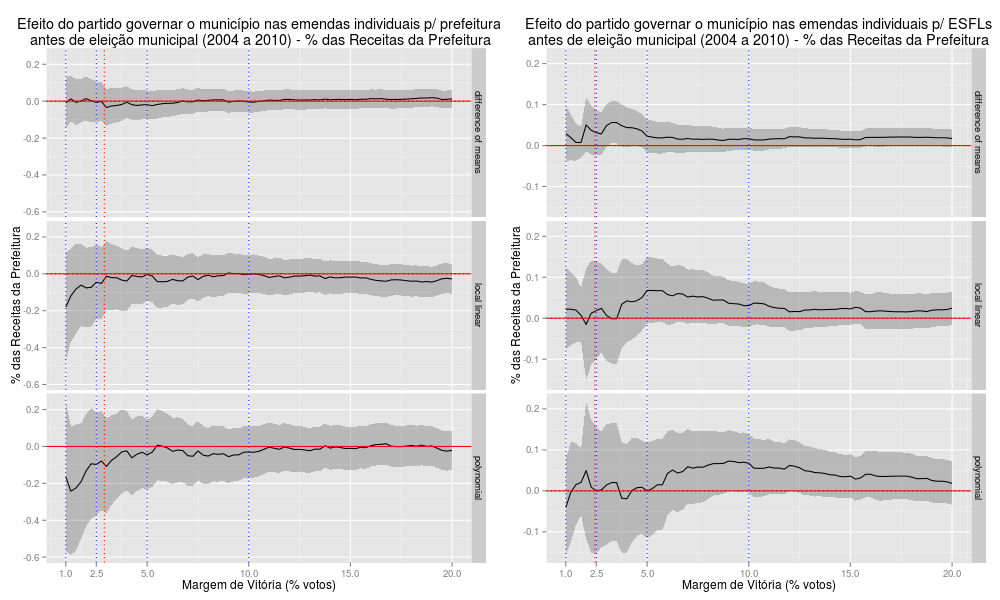 Efeito do partido governar o município nas emendas individuais p/ prefeitura
antes de eleição municipal (2004 a 2010) - % das Receitas da Prefeitura
% das Receitas da Prefeitura
0.2
0.0
-0.2
-0.4
-0.6
difference of means
0.2
0.0
-0.2
-0.4
-0.6
local linear
0.2
0.0
-0.2
-0.4
-0.6
polynomial
1.0 2.5 5.0 10.0 15.0 20.0
Margem de Vitória (% votos)
Efeito do partido governar o município nas emendas individuais p/ ESFLs
antes de eleição municipal (2004 a 2010) - % das Receitas da Prefeitura
% das Receitas da Prefeitura
0.2
0.1
0.0
-0.1
difference of means
0.2
0.1
0.0
-0.1
local linear
0.2
0.1
0.0
-0.1
polynomial
1.0 2.5 5.0 10.0 15.0 20.0
Margem de Vitória (% votos)